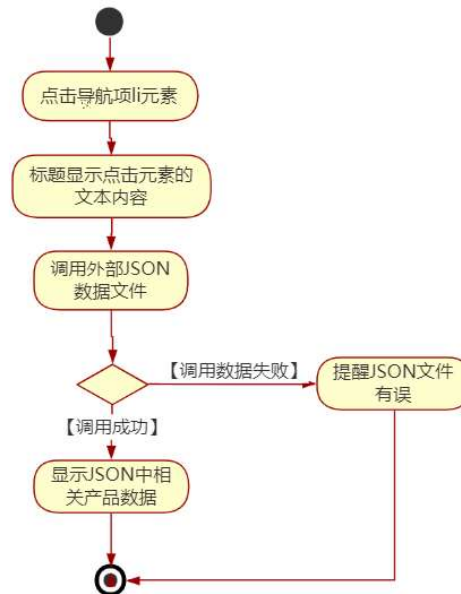 点击导航项li元素
标题显示点击元素的
文本内容
调用外部JSON
数据文件
【调用数据失败】
提醒JSON文件
有误
【调用成功】
显示JSON中相
关产品数据